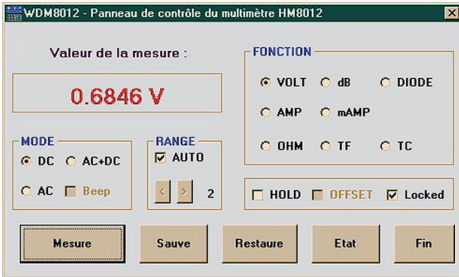 WDM8012 - Panneau de contrôle du multimètre HM8012
Valeur de la mesure :
0.6846 V
FONCTION
VOLT dB DIODE
AMP mAMP
OHM TF TC
MODE
DC AC+DC
AC Beep
RANGE
AUTO
< > 2
HOLD OFFSET Locked
Mesure Sauve Restaure Etat Fin